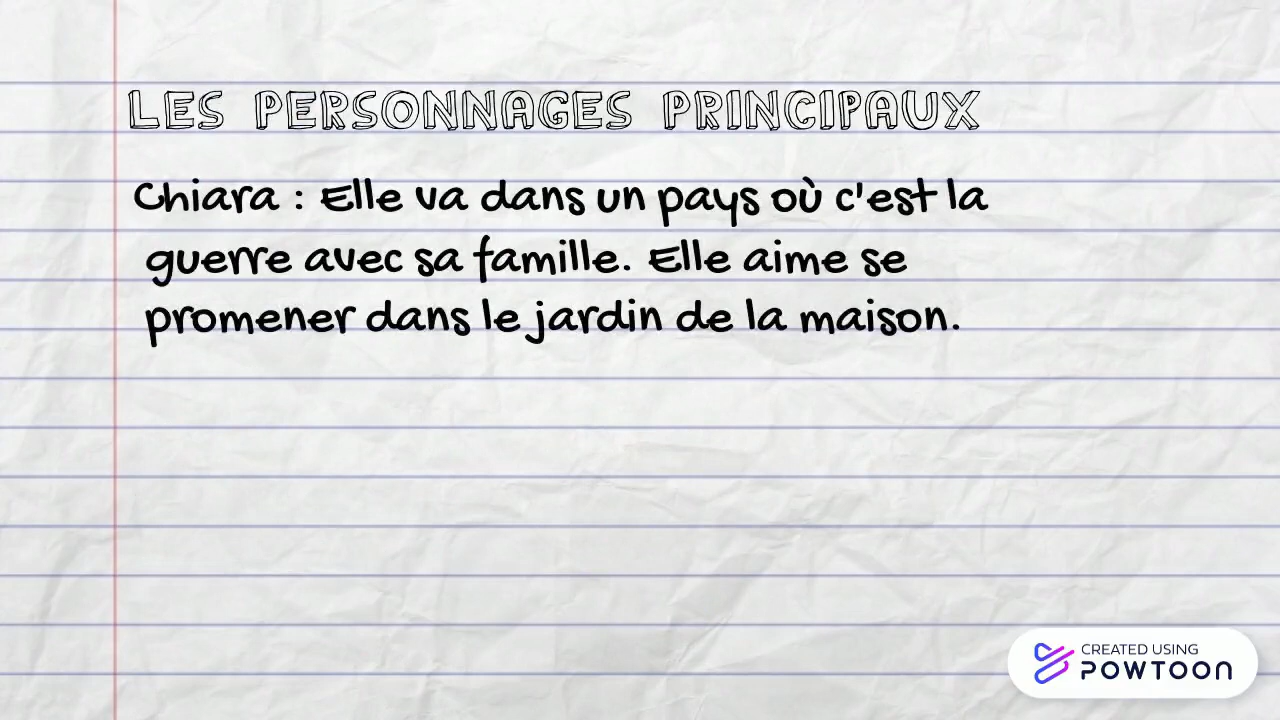 LES PERSONNAGES PRINCIPAUX
Chiara : Elle va dans un pays où c'est la
guerre avec sa famille. Elle aime se
promener dans le jardin de la maison.
CREATED USING
POWTOON